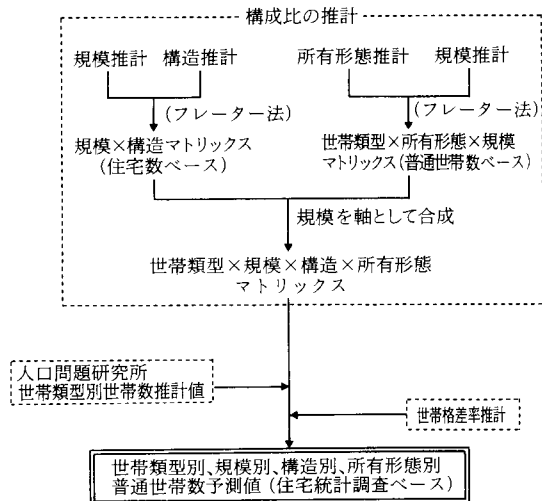 構成比の推計
規模推計 構造推計
所有形態推計 規模推計
(フレーター法)
(フレーター法)
規模×構造マトリックス
(住宅数ベース)
世帯類型×所有形態×規模
マトリックス(普通世帯数ベース)
規模を軸として合成
世帯類型×規模×構造×所有形態
マトリックス
人口問題研究所
世帯類型別世帯数推計値
世帯格差率推計
世帯類型別、規模別、構造別、所有形態別
普通世帯数予測値(住宅統計調査ベース)